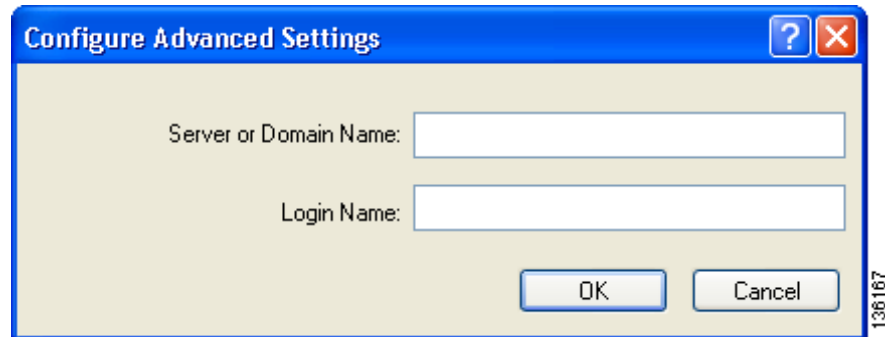 Configure Advanced Settings ?
Server or Domain Name:
Login Name:
OK Cancel
136167